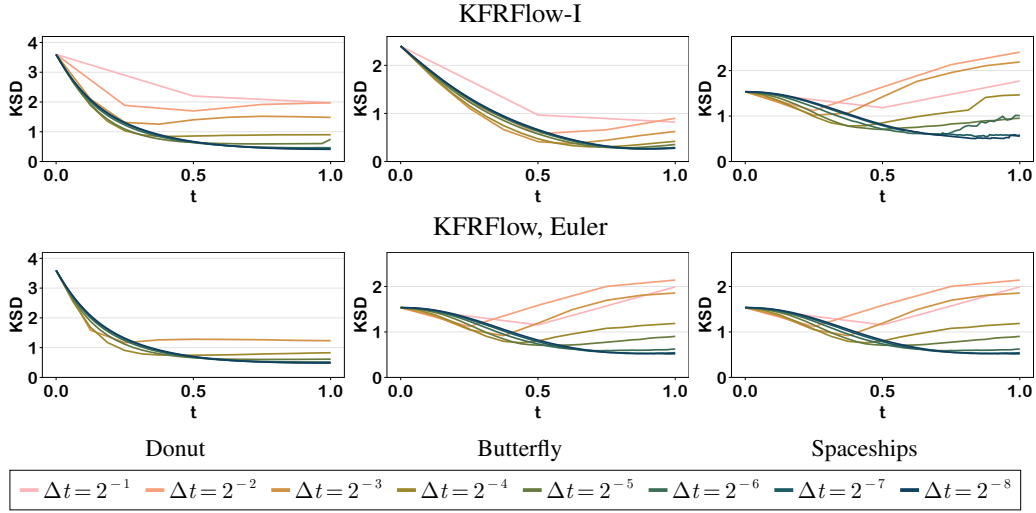 KFRFlow-I
KSD 4 3 2 1 0 0.0 0.5 1.0 t
KSD 2 1 0 0.0 0.5 1.0 t
KSD 2 1 0 0.0 0.5 1.0 t
KFRFlow, Euler
KSD 4 3 2 1 0 0.0 0.5 1.0 t
KSD 2 1 0 0.0 0.5 1.0 t
KSD 2 1 0 0.0 0.5 1.0 t
Donut Butterfly Spaceships
Δt = 2⁻¹ Δt = 2⁻² Δt = 2⁻³ Δt = 2⁻⁴ Δt = 2⁻⁵ Δt = 2⁻⁶ Δt = 2⁻⁷ Δt = 2⁻⁸